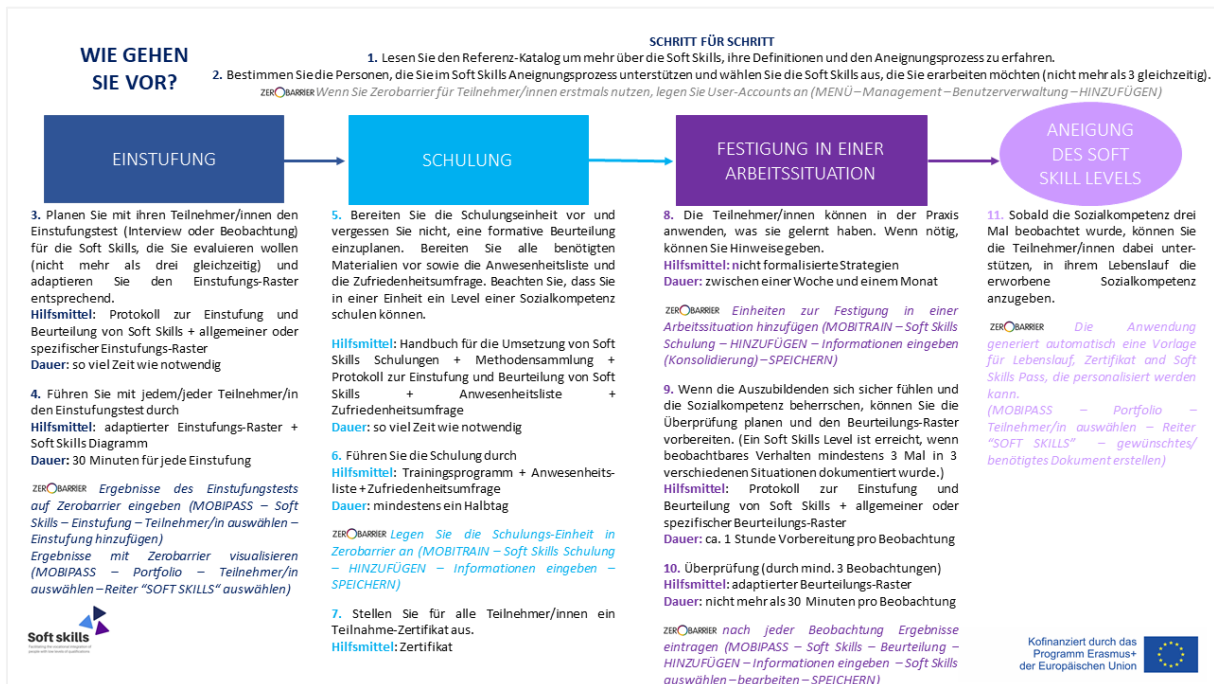 WIE GEHEN
SIE VOR?
SCHRITT FÜR SCHRITT
1. Lesen Sie den Referenz-Katalog um mehr über die Soft Skills, ihre Definitionen und den Aneignungsprozess zu erfahren.
2. Bestimmen Sie die Personen, die Sie im Soft Skills Aneignungsprozess unterstützen und wählen Sie die Soft Skills aus, die Sie erarbeiten möchten (nicht mehr als 3 gleichzeitig).
ZEROBARRIER Wenn Sie Zerobarrier für Teilnehmer/innen erstmals nutzen, legen Sie User-Accounts an (MENÜ – Management – Benutzerverwaltung – HINZUFÜGEN)
EINSTUFUNG
3. Planen Sie mit ihren Teilnehmer/innen den
Einstufungstest (Interview oder Beobachtung)
für die Soft Skills, die Sie evaluieren wollen
(nicht mehr als drei gleichzeitig) und
adaptieren Sie den Einstufungs-Raster
entsprechend.
Hilfsmittel: Protokoll zur Einstufung und
Beurteilung von Soft Skills + allgemeiner oder
spezifischer Einstufungs-Raster
Dauer: so viel Zeit wie notwendig
4. Führen Sie mit jedem/jeder Teilnehmer/in
den Einstufungstest durch
Hilfsmittel: adaptierter Einstufungs-Raster +
Soft Skills Diagramm
Dauer: 30 Minuten für jede Einstufung
ZEROBARRIER Ergebnisse des Einstufungstests
auf Zerobarrier eingeben (MOBIPASS – Soft
Skills – Einstufung – Teilnehmer/in auswählen –
Einstufung hinzufügen)
Ergebnisse mit Zerobarrier visualisieren
(MOBIPASS – Portfolio – Teilnehmer/in
auswählen – Reiter "SOFT SKILLS" auswählen)
SCHULUNG
5. Bereiten Sie die Schulungseinheit vor und
vergessen Sie nicht, eine formative Beurteilung
einzuplanen. Bereiten Sie alle benötigten
Materialien vor sowie die Anwesenheitsliste und
die Zufriedenheitsumfrage. Beachten Sie, dass Sie
in einer Einheit ein Level einer Sozialkompetenz
schulen können.
Hilfsmittel: Handbuch für die Umsetzung von Soft
Skills Schulungen + Methodensammlung +
Protokoll zur Einstufung und Beurteilung von Soft
Skills + Anwesenheitsliste +
Zufriedenheitsumfrage
Dauer: so viel Zeit wie notwendig
6. Führen Sie die Schulung durch
Hilfsmittel: Trainingsprogramm + Anwesenheits-
liste + Zufriedenheitsumfrage
Dauer: mindestens ein Halbtag
ZEROBARRIER Legen Sie die Schulungs-Einheit in
Zerobarrier an (MOBITRAIN – Soft Skills Schulung
– HINZUFÜGEN – Informationen eingeben –
SPEICHERN)
7. Stellen Sie für alle Teilnehmer/innen ein
Teilnahme-Zertifikat aus.
Hilfsmittel: Zertifikat
FESTIGUNG IN EINER
ARBEITSSITUATION
8. Die Teilnehmer/innen können in der Praxis
anwenden, was sie gelernt haben. Wenn nötig,
können Sie Hinweise geben.
Hilfsmittel: nicht formalisierte Strategien
Dauer: zwischen einer Woche und einem Monat
ZEROBARRIER Einheiten zur Festigung in einer
Arbeitssituation hinzufügen (MOBITRAIN – Soft Skills
Schulung – HINZUFÜGEN – Informationen eingeben
(Konsolidierung) – SPEICHERN)
9. Wenn die Auszubildenden sich sicher fühlen und
die Sozialkompetenz beherrschen, können Sie die
Überprüfung planen und den Beurteilungs-Raster
vorbereiten. (Ein Soft Skills Level ist erreicht, wenn
beobachtbares Verhalten mindestens 3 Mal in 3
verschiedenen Situationen dokumentiert wurde.)
Hilfsmittel: Protokoll zur Einstufung und
Beurteilung von Soft Skills + allgemeiner oder
spezifischer Beurteilungs-Raster
Dauer: ca. 1 Stunde Vorbereitung pro Beobachtung
10. Überprüfung (durch mind. 3 Beobachtungen)
Hilfsmittel: adaptierter Beurteilungs-Raster
Dauer: nicht mehr als 30 Minuten pro Beobachtung
ZEROBARRIER nach jeder Beobachtung Ergebnisse
eintragen (MOBIPASS – Soft Skills – Beurteilung –
HINZUFÜGEN – Informationen eingeben – Soft Skills
auswählen – bearbeiten – SPEICHERN)
ANEIGUNG
DES SOFT
SKILL LEVELS
11. Sobald die Sozialkompetenz drei
Mal beobachtet wurde, können Sie
die Teilnehmer/innen dabei unter-
stützen, in ihrem Lebenslauf die
erworbene Sozialkompetenz
anzugeben.
ZEROBARRIER Die Anwendung
generiert automatisch eine Vorlage
für Lebenslauf, Zertifikat and Soft
Skills Pass, die personalisiert werden
kann.
(MOBIPASS – Portfolio –
Teilnehmer/in auswählen – Reiter
"SOFT SKILLS" – gewünschtes/
benötigtes Dokument erstellen)
Soft skills
Facilitating the vocational integration of
people with low levels of qualifications
Kofinanziert durch das
Programm Erasmus+
der Europäischen Union